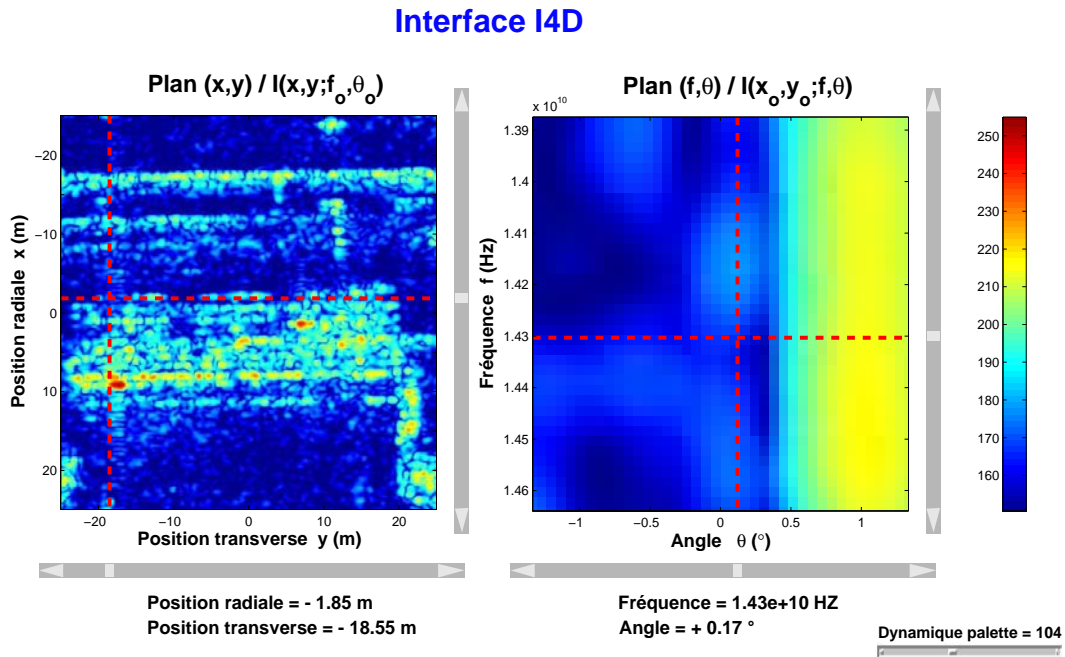 Interface I4D
Plan (x,y) / I(x,y;fo,θo)
Plan (f,θ) / I(xo,yo;f,θ)
x 10^10
−20
−10
0
10
20
Position radiale x (m)
−20
−10
0
10
20
Position transverse y (m)
1.39
1.4
1.41
1.42
1.43
1.44
1.45
1.46
Fréquence f (Hz)
−1
−0.5
0
0.5
1
Angle θ (°)
250
240
230
220
210
200
190
180
170
160
Position radiale = - 1.85 m
Position transverse = - 18.55 m
Fréquence = 1.43e+10 HZ
Angle = + 0.17 °
Dynamique palette = 104